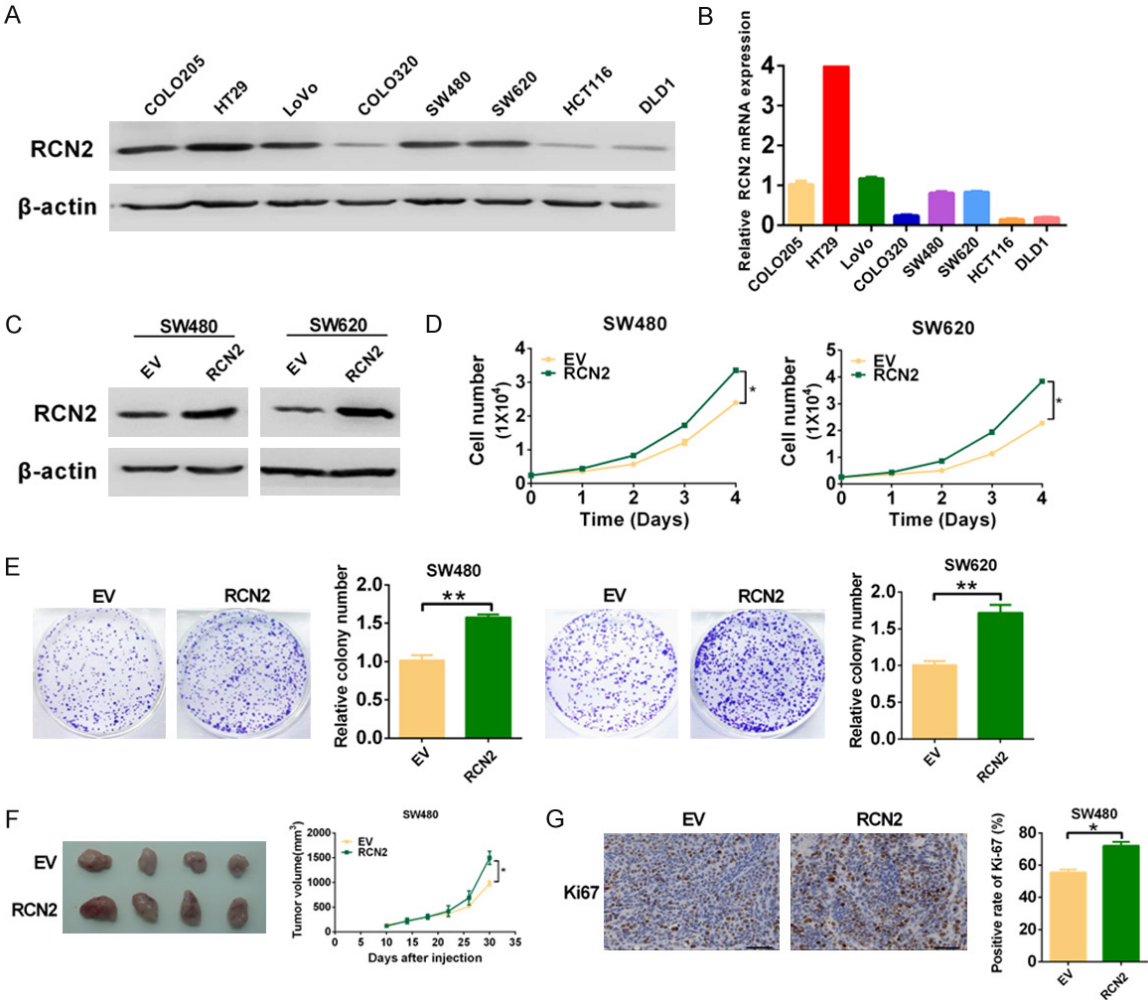 A
COLO205
HT29
LoVo
COLO320
SW480
SW620
HCT116
DLD1
RCN2
β-actin
B
Relative RCN2 mRNA expression
4
3
2
1
0
COLO205
HT29
LoVo
COLO320
SW480
SW620
HCT116
DLD1
C
SW480
SW620
EV
RCN2
EV
RCN2
RCN2
β-actin
D
SW480
Cell number
(1X10⁴)
4
3
2
1
0
EV
RCN2
*
0 1 2 3 4
Time (Days)
SW620
Cell number
(1X10⁴)
5
4
3
2
1
0
EV
RCN2
*
0 1 2 3 4
Time (Days)
E
EV
RCN2
SW480
Relative colony number
2.0
1.5
1.0
0.5
0.0
**
EV
RCN2
EV
RCN2
SW620
Relative colony number
2.0
1.5
1.0
0.5
0.0
**
EV
RCN2
F
EV
RCN2
SW480
Tumor volume(mm³)
2000
1500
1000
500
0
EV
RCN2
*
0 5 10 15 20 25 30 35
Days after injection
G
EV
RCN2
Ki67
SW480
Positive rate of Ki-67 (%)
80
60
40
20
0
*
EV
RCN2